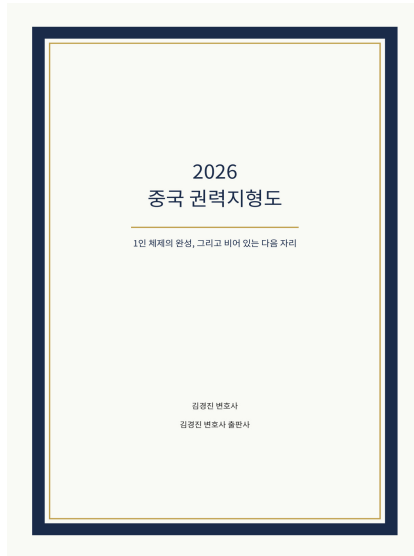 2026
중국 권력지형도
1인 체제의 완성, 그리고 비어 있는 다음 자리
김경진 변호사
김경진 변호사 출판사